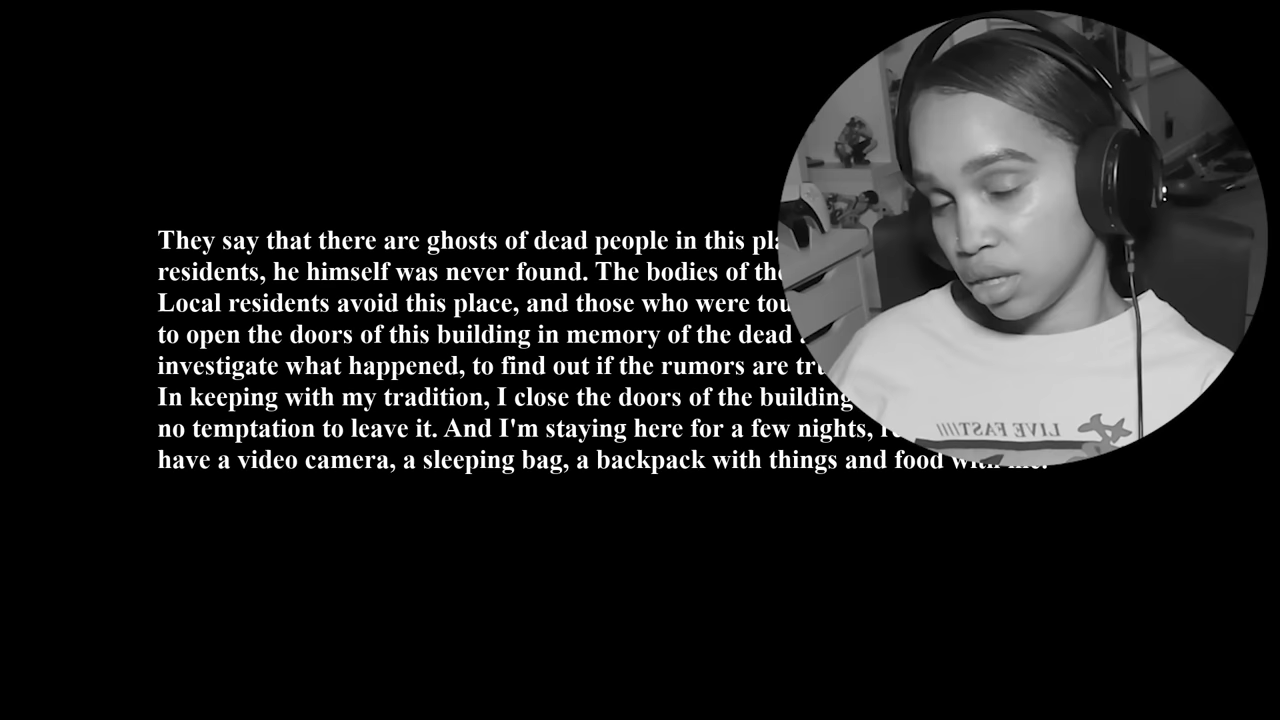 They say that there are ghosts of dead people in this
residents, he himself was never found. The bodies of
Local residents avoid this place, and those who were
to open the doors of this building in memory of the dead
investigate what happened, to find out if the rumors are
In keeping with my tradition, I close the doors of the building
no temptation to leave it. And I'm staying here for a few nights,
have a video camera, a sleeping bag, a backpack with things and food
LIVE FAST////